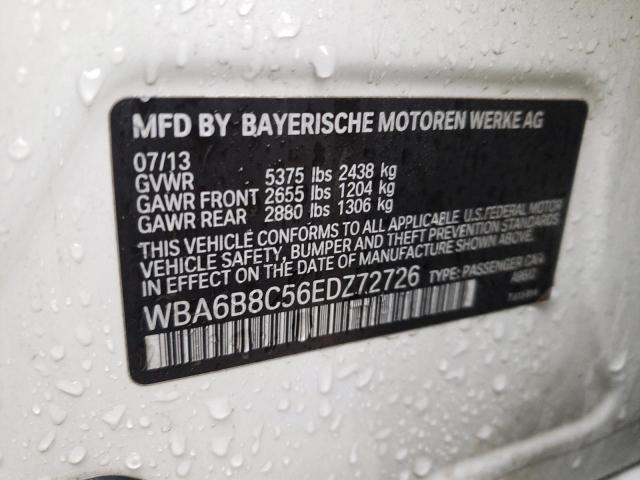 MFD BY BAYERISCHE MOTOREN WERKE AG
07/13
GVWR 5375 lbs 2438 kg
GAWR FRONT 2655 lbs 1204 kg
GAWR REAR 2880 lbs 1306 kg
THIS VEHICLE CONFORMS TO ALL APPLICABLE U.S. FEDERAL MOTOR
VEHICLE SAFETY, BUMPER AND THEFT PREVENTION STANDARDS
IN EFFECT ON THE DATE OF MANUFACTURE SHOWN ABOVE.
WBA6B8C56EDZ72726 TYPE: PASSENGER CAR